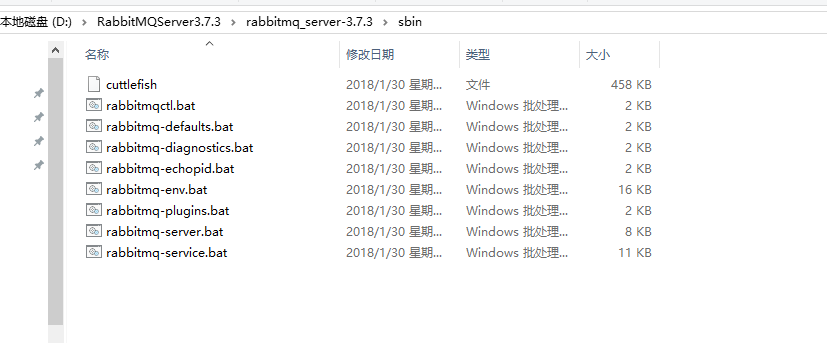 本地磁盘 (D:) > RabbitMQServer3.7.3 > rabbitmq_server-3.7.3 > sbin
名称 修改日期 类型 大小
cuttlefish 2018/1/30 星期... 文件 458 KB
rabbitmqctl.bat 2018/1/30 星期... Windows 批处理... 2 KB
rabbitmq-defaults.bat 2018/1/30 星期... Windows 批处理... 2 KB
rabbitmq-diagnostics.bat 2018/1/30 星期... Windows 批处理... 2 KB
rabbitmq-echopid.bat 2018/1/30 星期... Windows 批处理... 2 KB
rabbitmq-env.bat 2018/1/30 星期... Windows 批处理... 16 KB
rabbitmq-plugins.bat 2018/1/30 星期... Windows 批处理... 2 KB
rabbitmq-server.bat 2018/1/30 星期... Windows 批处理... 8 KB
rabbitmq-service.bat 2018/1/30 星期... Windows 批处理... 11 KB